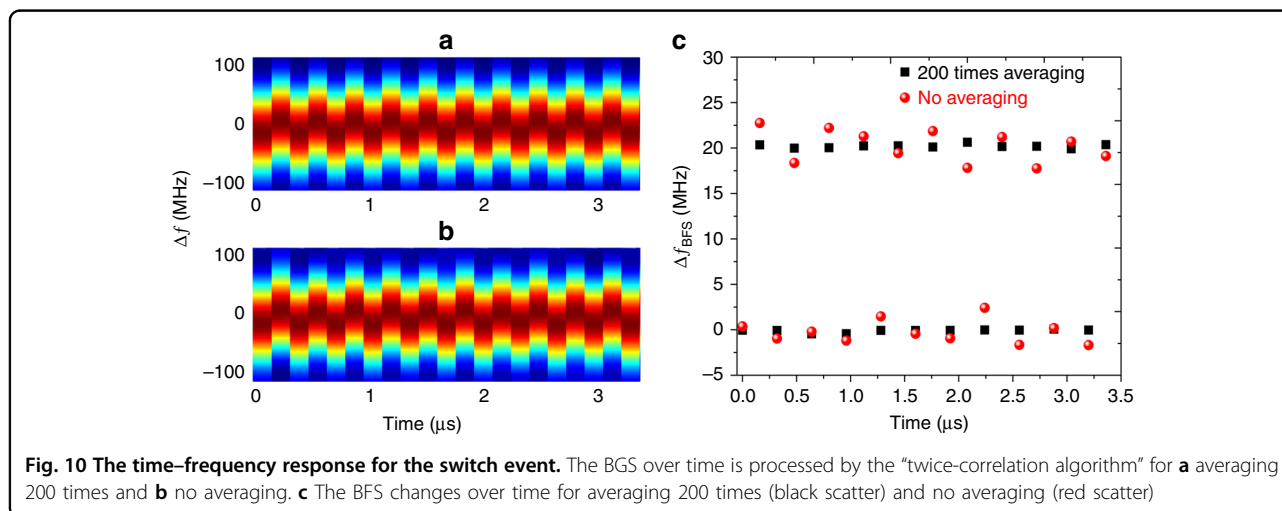 a
100
0
−100
0 1 2 3
Δf (MHz)
b
100
0
−100
0 1 2 3
Time (μs)
c
30
25
20
15
10
5
0
−5
Δf_BFS (MHz)
200 times averaging
No averaging
0.0 0.5 1.0 1.5 2.0 2.5 3.0 3.5
Time (μs)
Fig. 10 The time–frequency response for the switch event. The BGS over time is processed by the “twice-correlation algorithm” for a averaging
200 times and b no averaging. c The BFS changes over time for averaging 200 times (black scatter) and no averaging (red scatter)